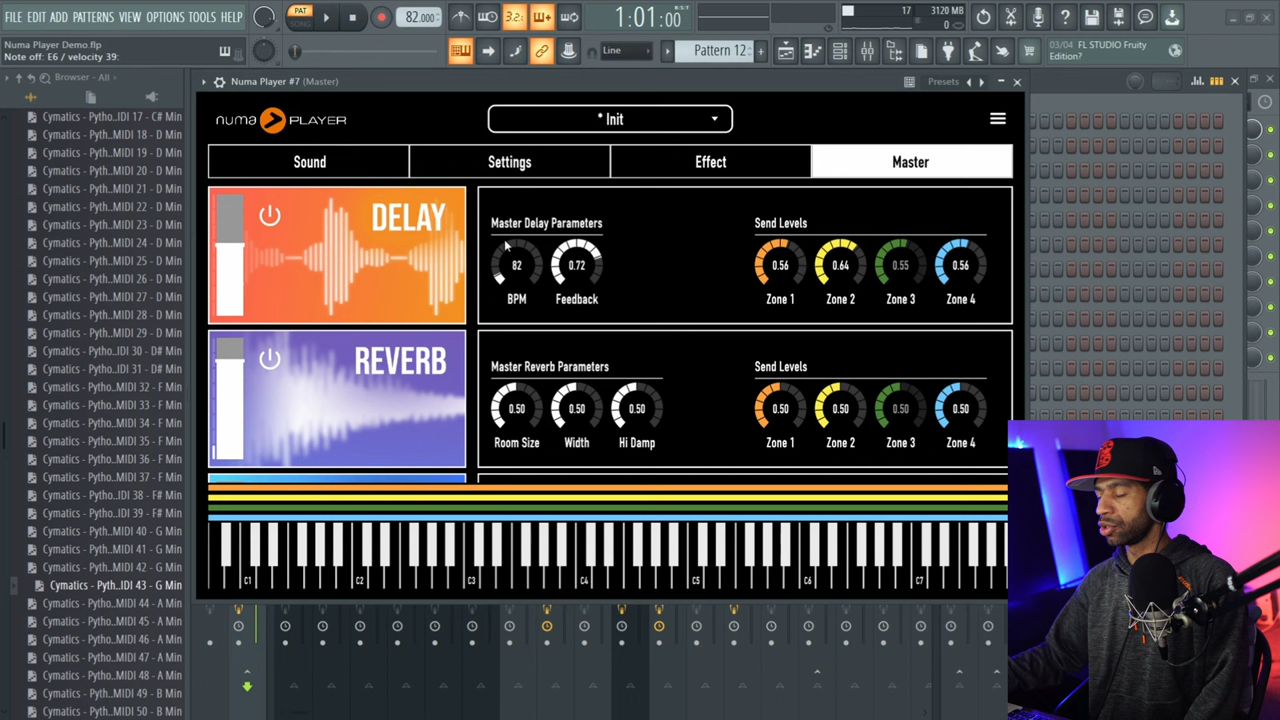 FILE EDIT ADD PATTERNS VIEW OPTIONS TOOLS HELP
PAT
SONG
82.000
3.2:
1:01:00
B:S:T
17
3120 MB
0
Numa Player Demo.flp
Note off: E6 / velocity 39:
Line
Pattern 12
03/04 FL STUDIO Fruity
Edition?
Browser - All
Numa Player #7 (Master)
Presets
numa PLAYER
* Init
Sound
Settings
Effect
Master
DELAY
Master Delay Parameters
82
0.72
BPM
Feedback
Send Levels
0.56
0.64
0.55
0.56
Zone 1
Zone 2
Zone 3
Zone 4
REVERB
Master Reverb Parameters
0.50
0.50
0.50
Room Size
Width
Hi Damp
Send Levels
0.50
0.50
0.50
0.50
Zone 1
Zone 2
Zone 3
Zone 4
C1
C2
C3
C4
C5
C6
C7
Cymatics - Pytho..IDI 17 - C# Min
Cymatics - Pyth..MIDI 18 - D Min
Cymatics - Pyth..MIDI 19 - D Min
Cymatics - Pyth..MIDI 20 - D Min
Cymatics - Pyth..MIDI 21 - D Min
Cymatics - Pyth..MIDI 22 - D Min
Cymatics - Pyth..MIDI 23 - D Min
Cymatics - Pyth..MIDI 24 - D Min
Cymatics - Pyth..MIDI 25 - D Min
Cymatics - Pyth..MIDI 26 - D Min
Cymatics - Pyth..MIDI 27 - D Min
Cymatics - Pyth..MIDI 28 - D Min
Cymatics - Pyth..MIDI 29 - D Min
Cymatics - Pytho..IDI 30 - D# Min
Cymatics - Pytho..IDI 31 - D# Min
Cymatics - Pyth..MIDI 32 - F Min
Cymatics - Pyth..MIDI 33 - F Min
Cymatics - Pyth..MIDI 34 - F Min
Cymatics - Pyth..MIDI 35 - F Min
Cymatics - Pyth..MIDI 36 - F Min
Cymatics - Pyth..MIDI 37 - F Min
Cymatics - Pytho..IDI 38 - F# Min
Cymatics - Pytho..IDI 39 - F# Min
Cymatics - Pyth..MIDI 40 - G Min
Cymatics - Pyth..MIDI 41 - G Min
Cymatics - Pyth..MIDI 42 - G Min
Cymatics - Pyth...IDI 43 - G Min
Cymatics - Pyth..MIDI 44 - A Min
Cymatics - Pyth..MIDI 45 - A Min
Cymatics - Pyth..MIDI 46 - A Min
Cymatics - Pyth..MIDI 47 - A Min
Cymatics - Pyth..MIDI 48 - A Min
Cymatics - Pyth..MIDI 49 - B Min
Cymatics - Pyth..MIDI 50 - B Min